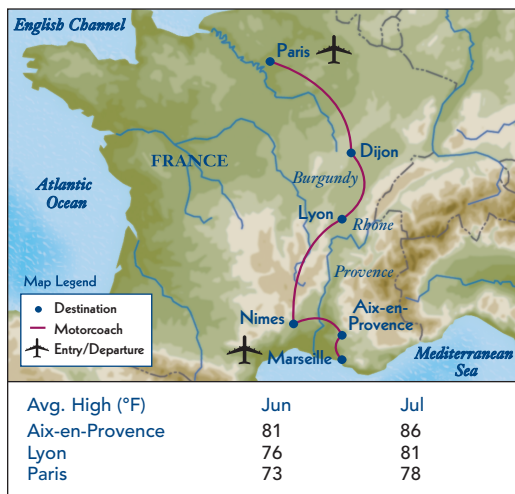 English Channel
Paris
Dijon
FRANCE
Burgundy
Atlantic
Ocean
Lyon
Rhone
Provence
Map Legend
Destination
Motorcoach
Entry/Departure
Nimes
Aix-en-
Provence
Marseille
Mediterranean
Sea
Avg. High (°F) Jun Jul
Aix-en-Provence 81 86
Lyon 76 81
Paris 73 78